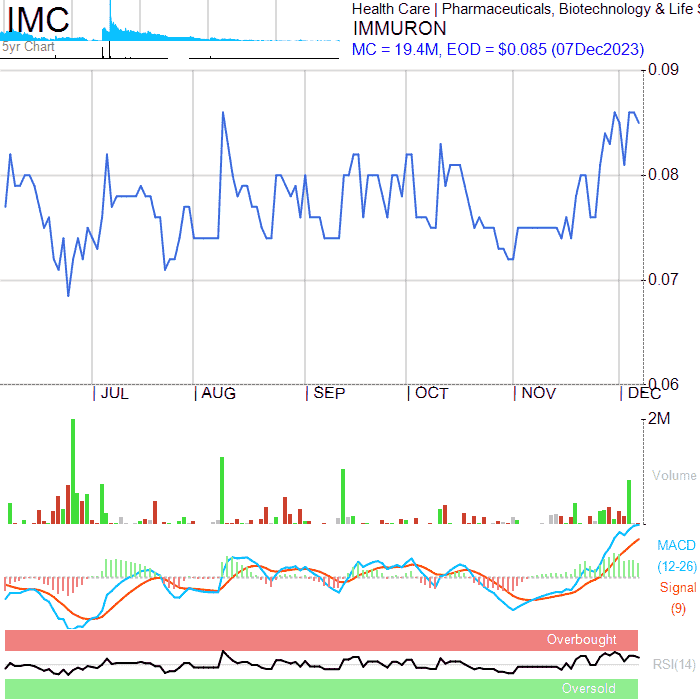 IMC
5yr Chart
Health Care | Pharmaceuticals, Biotechnology & Life S
IMMURON
MC = 19.4M, EOD = $0.085 (07Dec2023)
0.09
0.08
0.07
0.06
JUL AUG SEP OCT NOV DEC
2M
Volume
MACD
(12-26)
Signal
(9)
Overbought
RSI(14)
Oversold